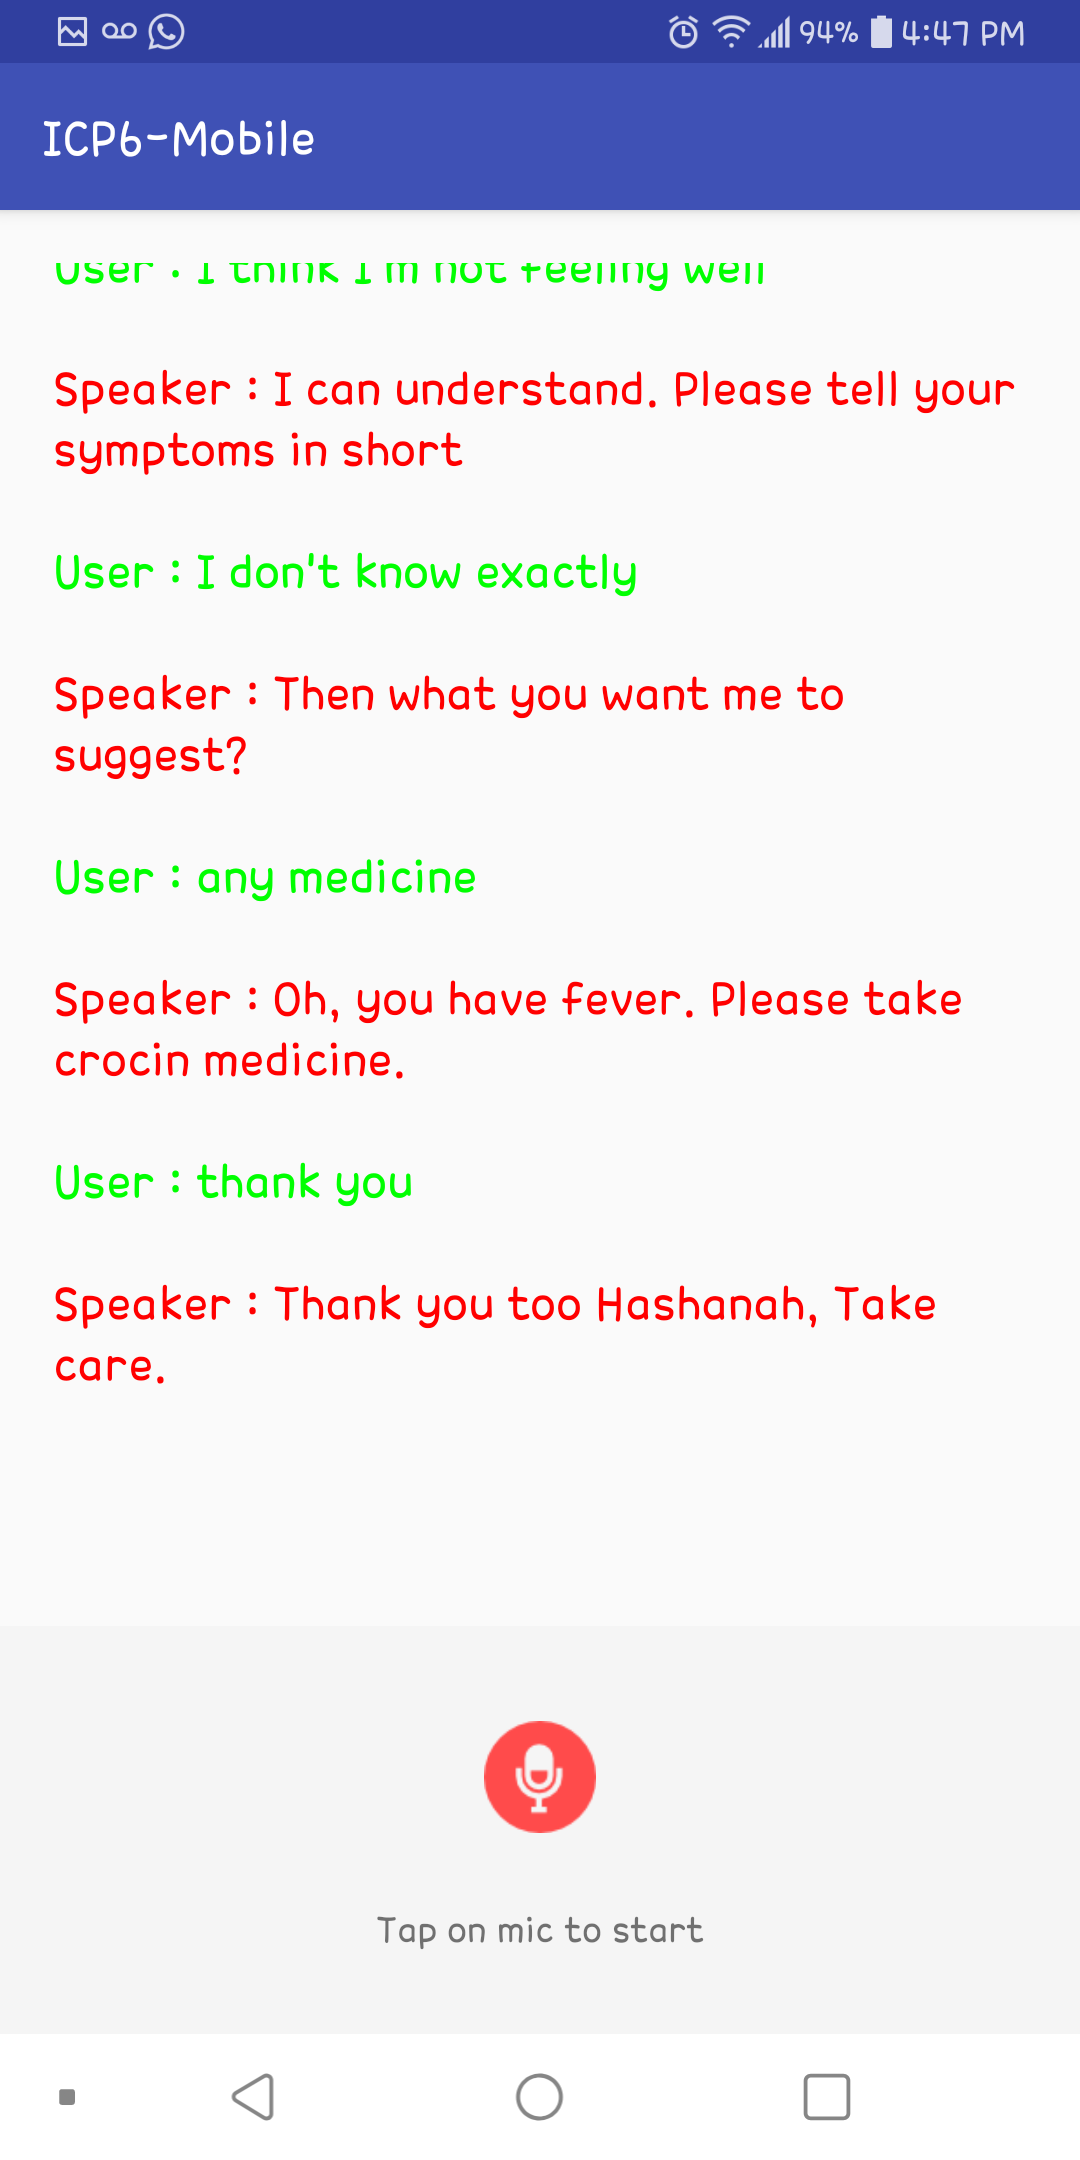 94% 4:47 PM
ICP6-Mobile
User : I think I'm not feeling well
Speaker : I can understand. Please tell your
symptoms in short
User : I don't know exactly
Speaker : Then what you want me to
suggest?
User : any medicine
Speaker : Oh, you have fever. Please take
crocin medicine.
User : thank you
Speaker : Thank you too Hashanah, Take
care.
Tap on mic to start